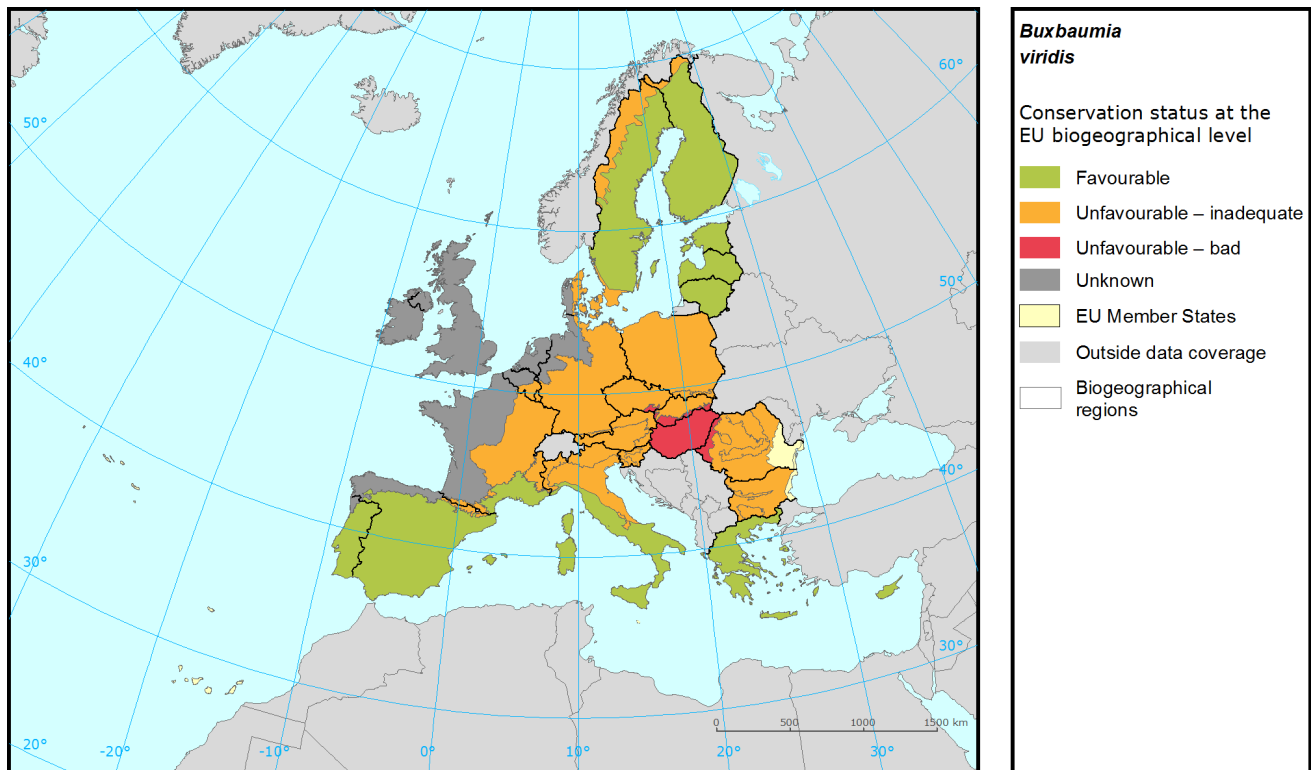 60°
50°
50°
40°
40°
30°
30°
20°
-20°
-10°
0°
10°
20°
30°
0
500
1000
1500 km
Buxbaumia
viridis
Conservation status at the
EU biogeographical level
Favourable
Unfavourable – inadequate
Unfavourable – bad
Unknown
EU Member States
Outside data coverage
Biogeographical
regions